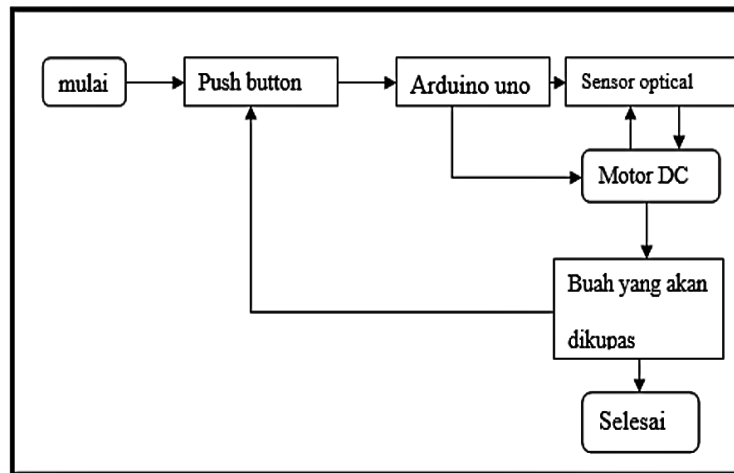 mulai
Push button
Arduino uno
Sensor optical
Motor DC
Buah yang akan
dikupas
Selesai